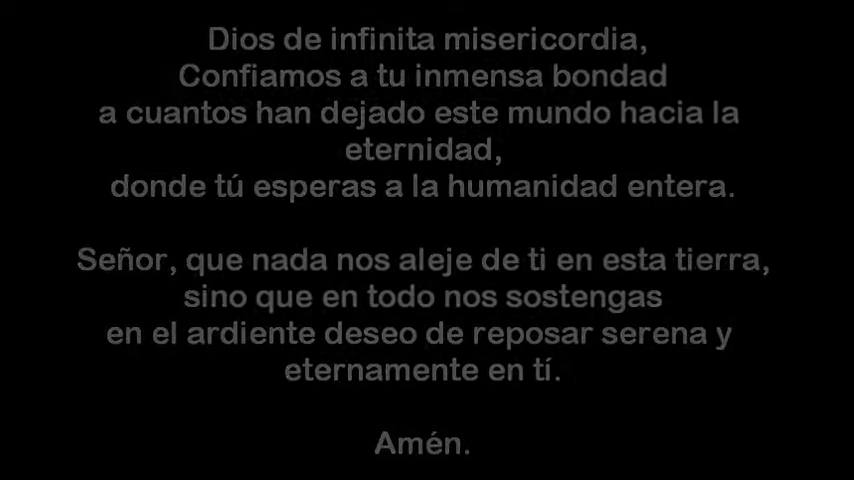 Dios de infinita misericordia,
Confiamos a tu inmensa bondad
a cuantos han dejado este mundo hacia la
eternidad,
donde tú esperas a la humanidad entera.
Señor, que nada nos aleje de ti en esta tierra,
sino que en todo nos sostengas
en el ardiente deseo de reposar serena y
eternamente en tí.
Amén.